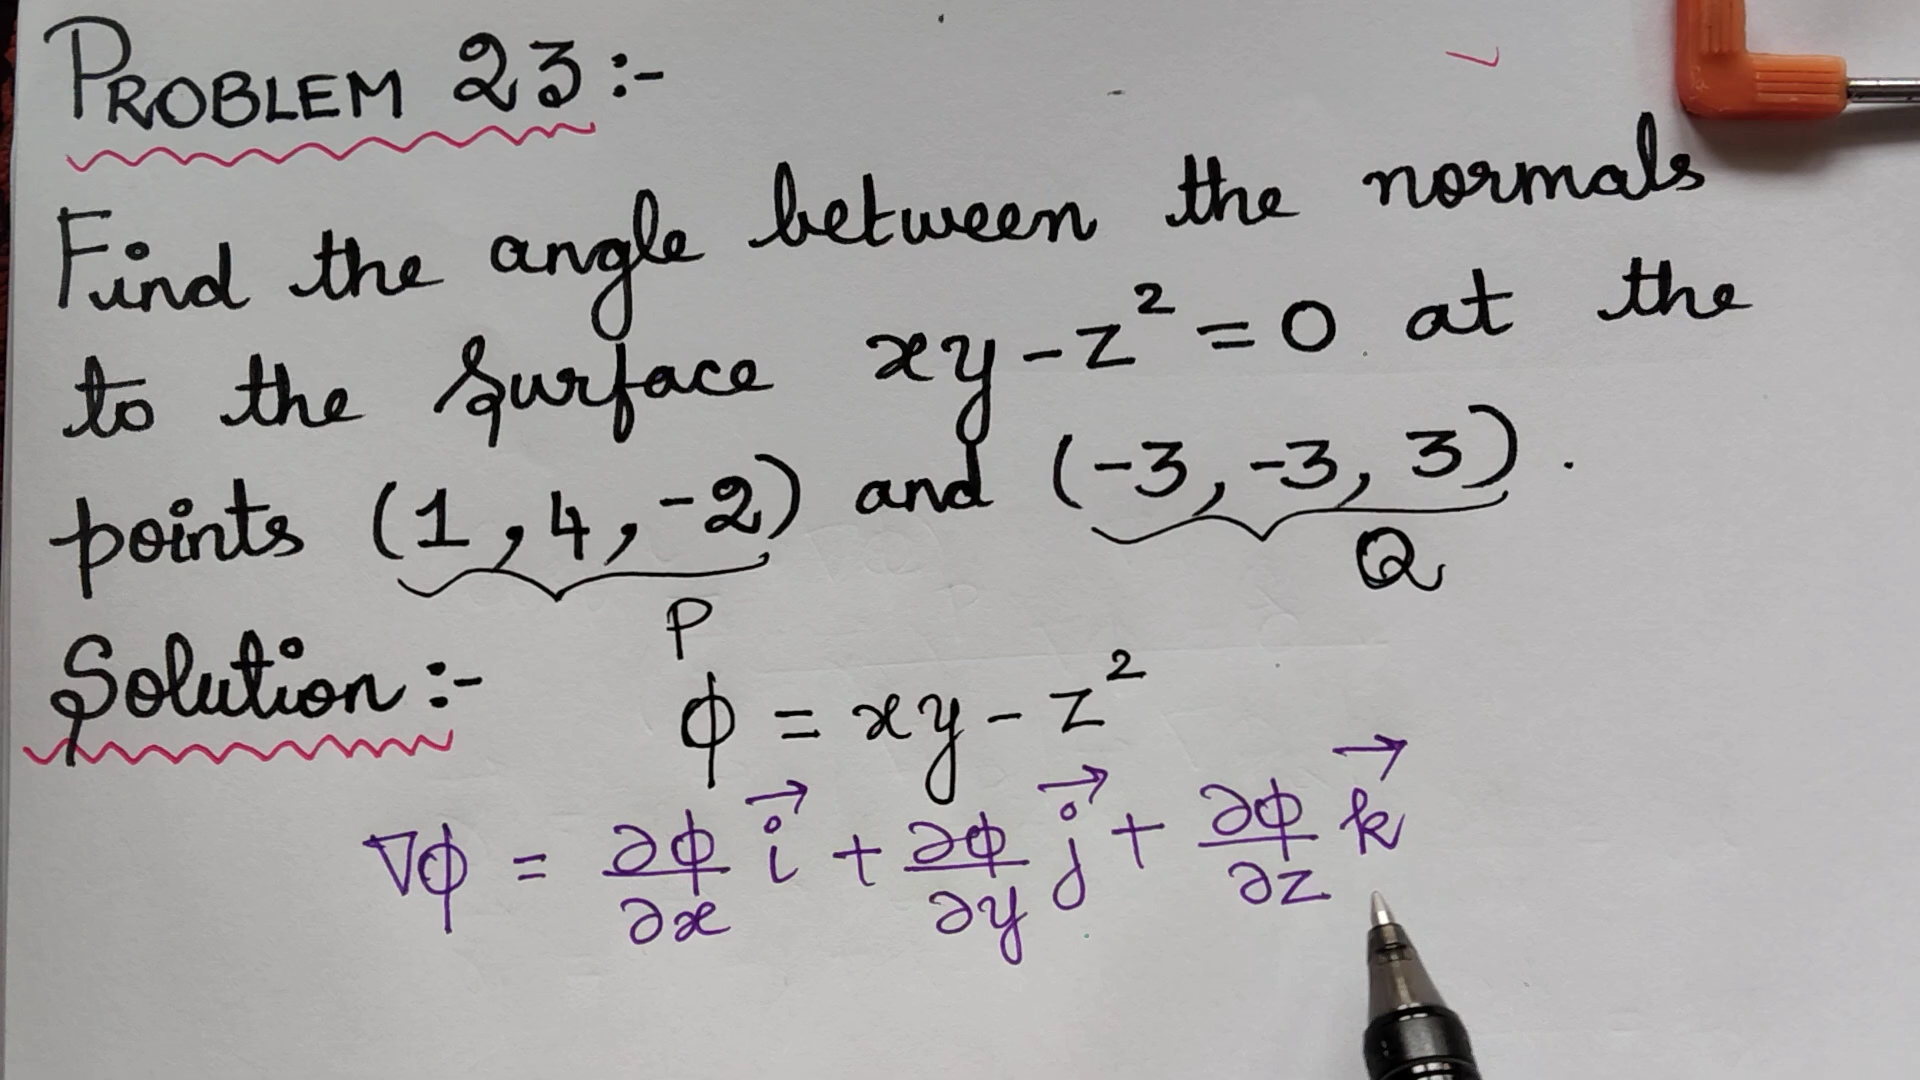 PROBLEM 23:-
Find the angle between the normals
to the surface xy - z² = 0 at the
points (1, 4, -2) and (-3, -3, 3).
P Q
Solution:- ϕ = xy - z²
∇ϕ = ∂ϕ/∂x i⃗ + ∂ϕ/∂y j⃗ + ∂ϕ/∂z k⃗